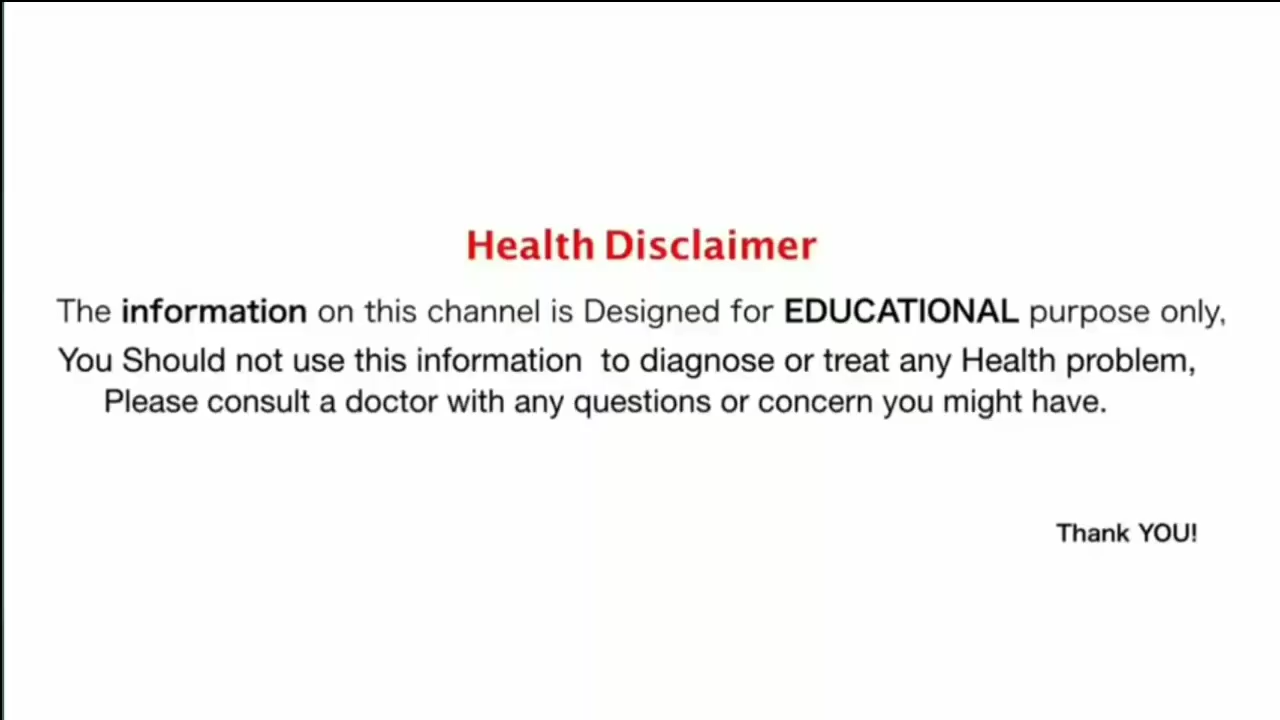 Health Disclaimer
The information on this channel is Designed for EDUCATIONAL purpose only,
You Should not use this information to diagnose or treat any Health problem,
Please consult a doctor with any questions or concern you might have.
Thank YOU!